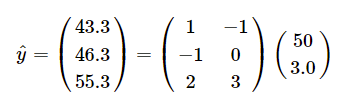 ŷ = ( 43.3 46.3 55.3 ) = ( 1 -1 -1 0 2 3 ) ( 50 3.0 )